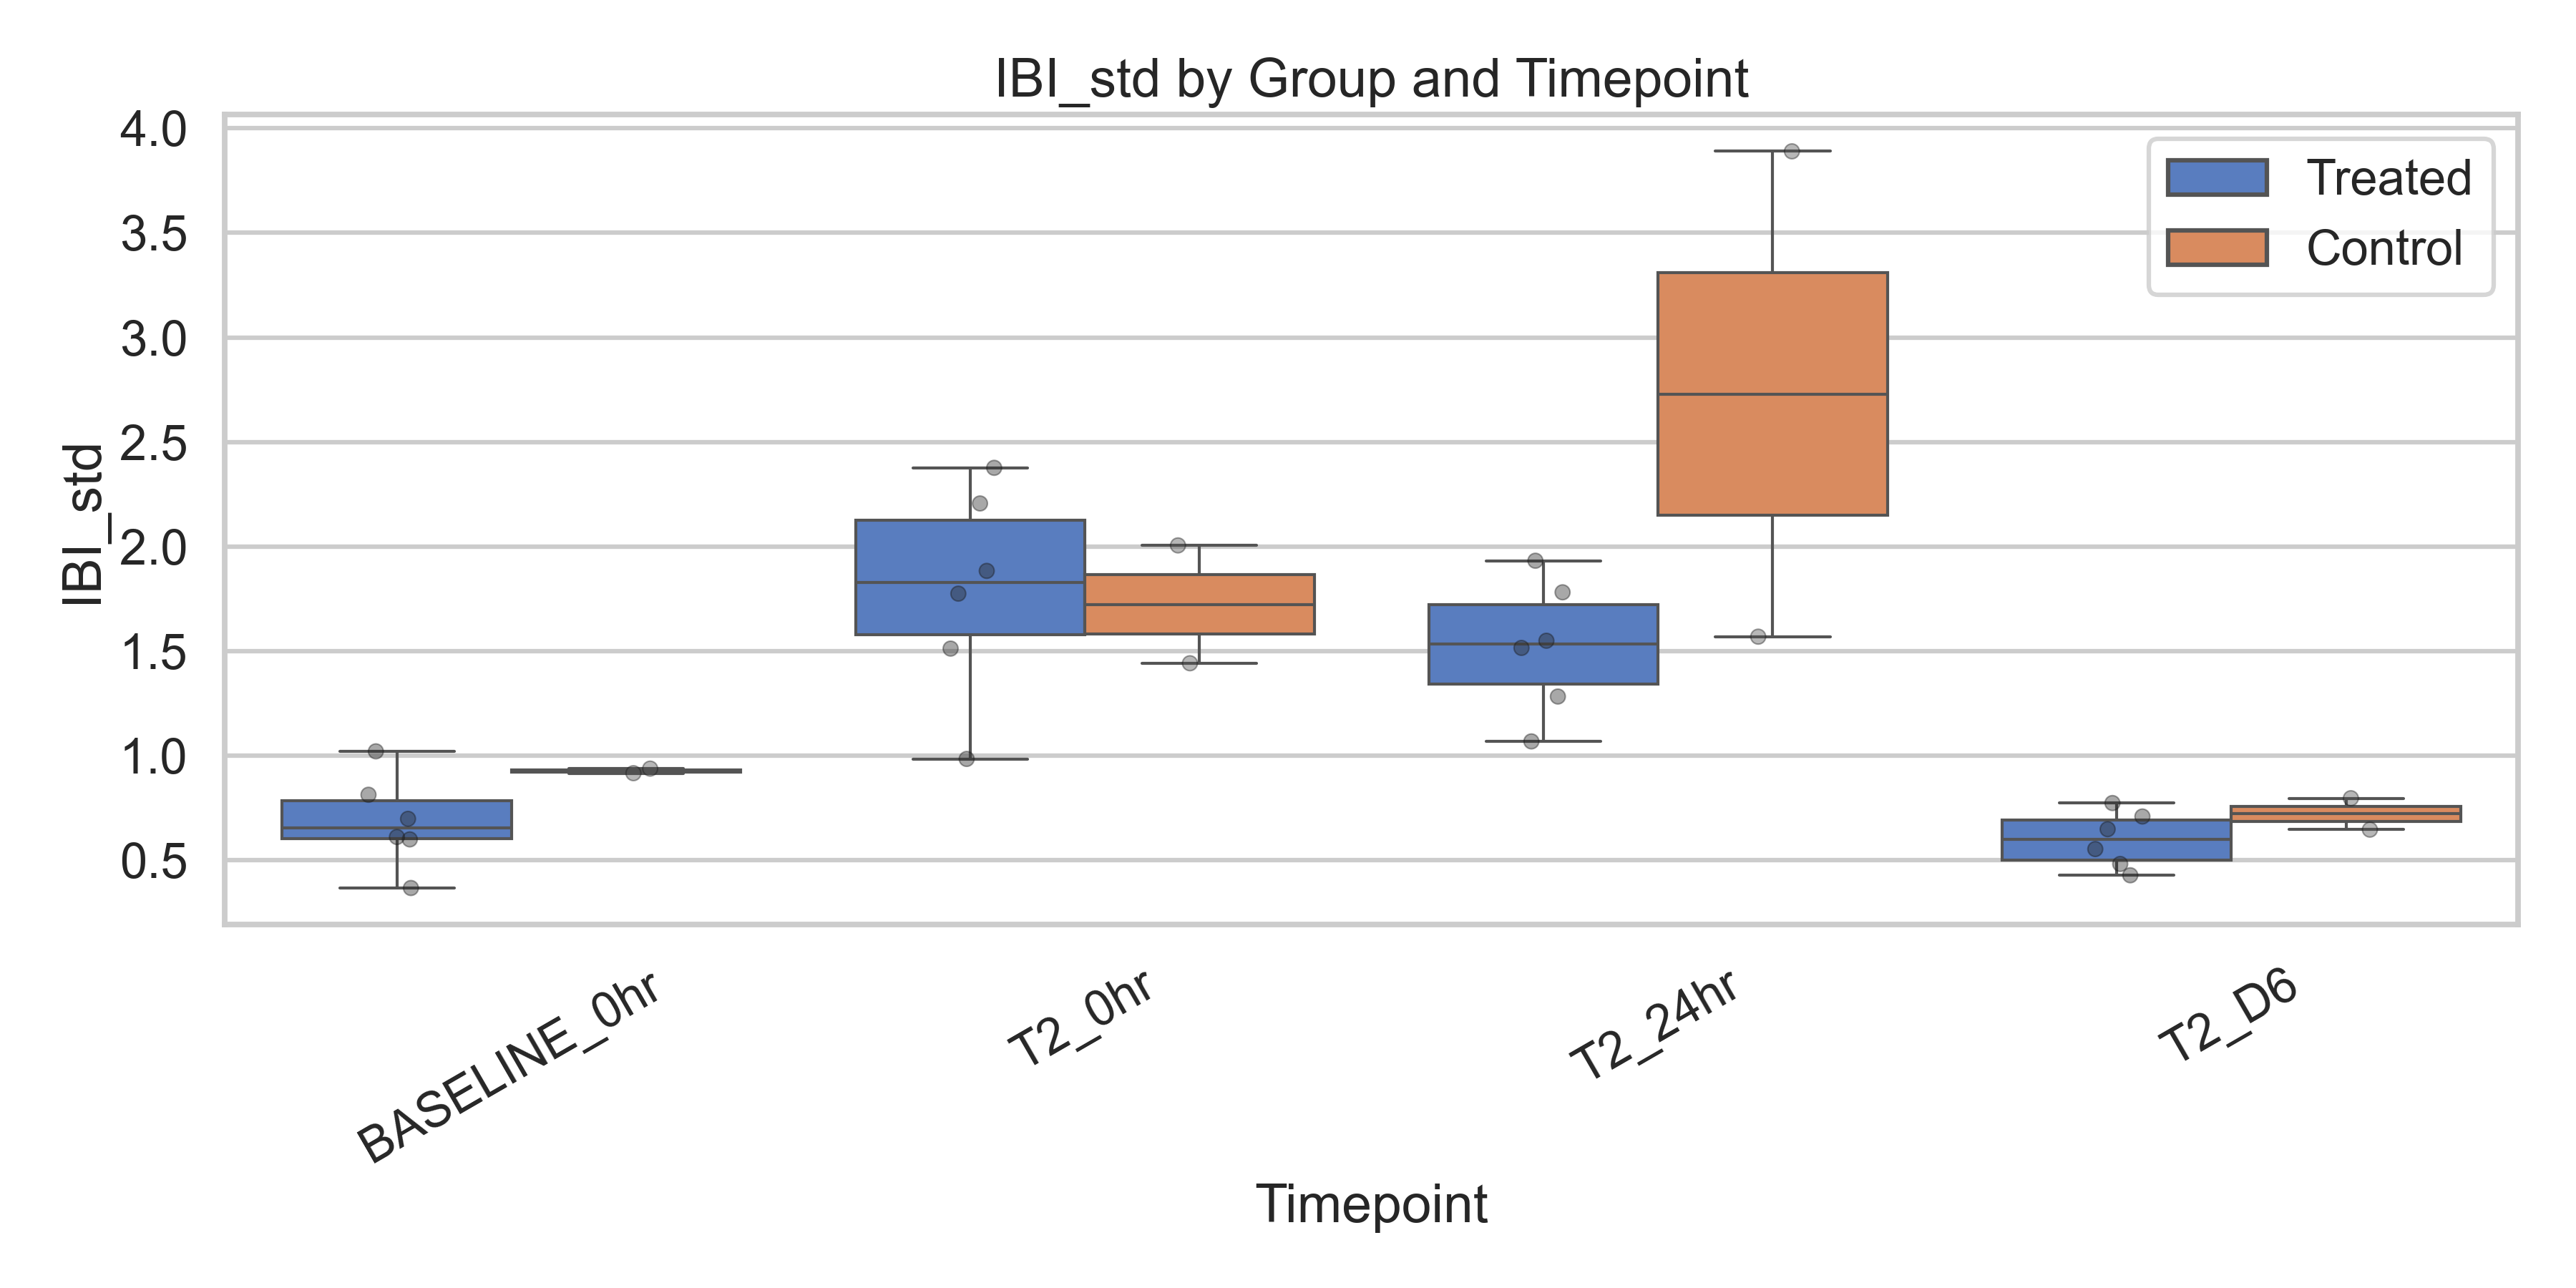 IBI_std by Group and Timepoint
4.0
3.5
3.0
2.5
2.0
1.5
1.0
0.5
IBI_std
Treated
Control
BASELINE_0hr
T2_0hr
T2_24hr
T2_D6
Timepoint